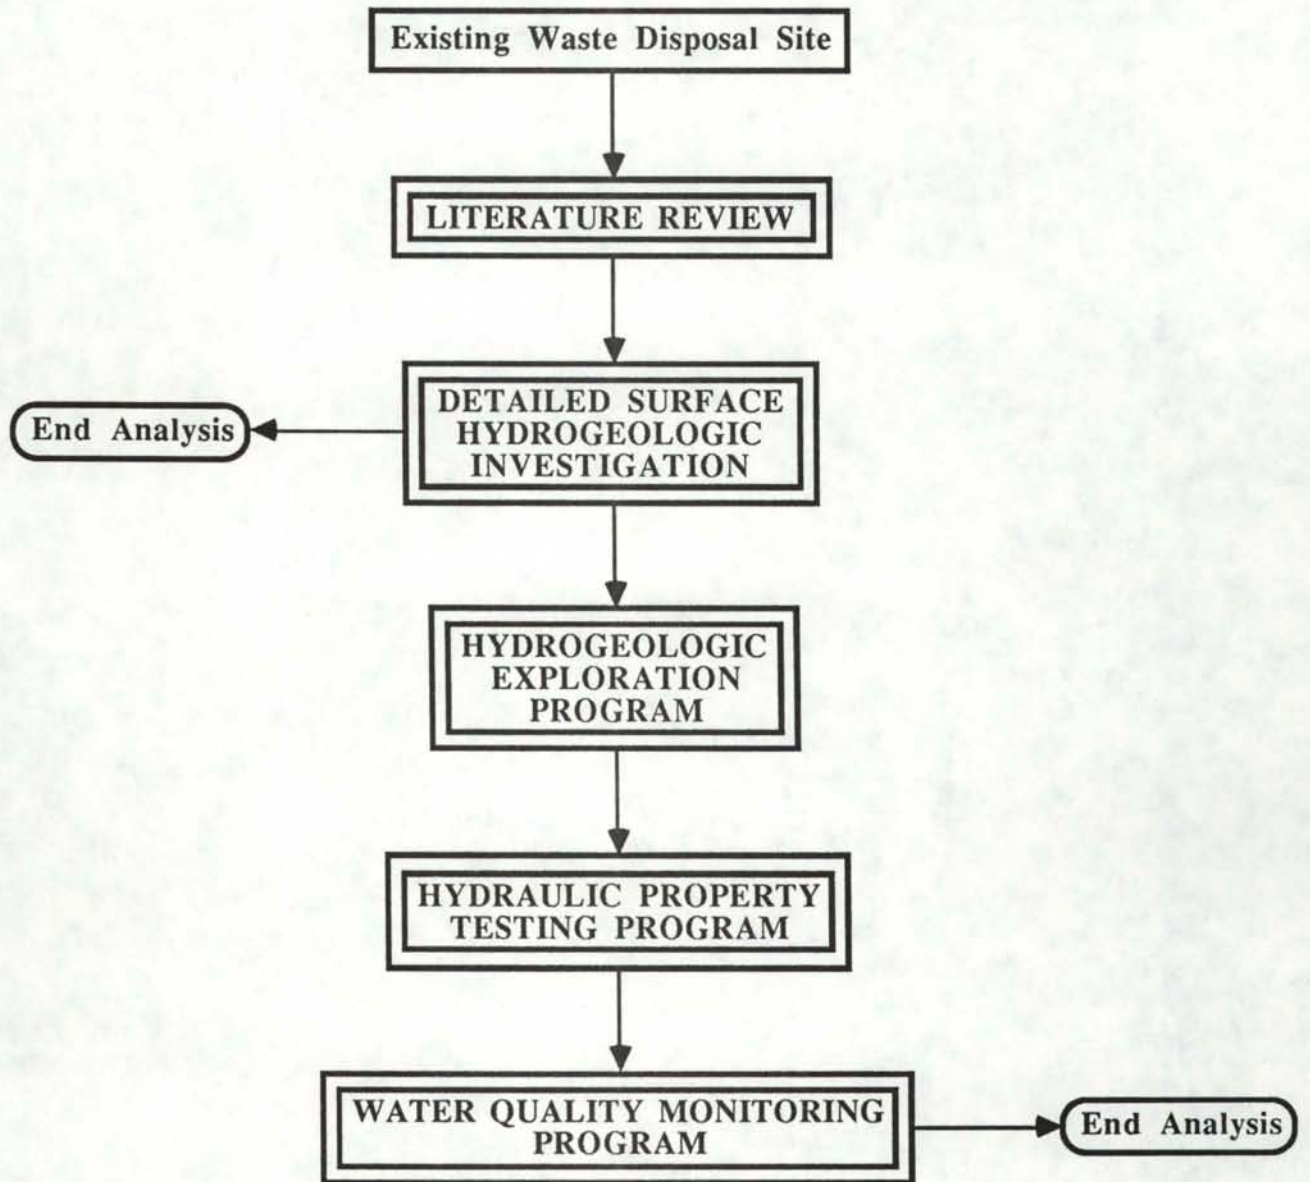 Existing Waste Disposal Site
LITERATURE REVIEW
DETAILED SURFACE
HYDROGEOLOGIC
INVESTIGATION
End Analysis
HYDROGEOLOGIC
EXPLORATION
PROGRAM
HYDRAULIC PROPERTY
TESTING PROGRAM
WATER QUALITY MONITORING
PROGRAM
End Analysis